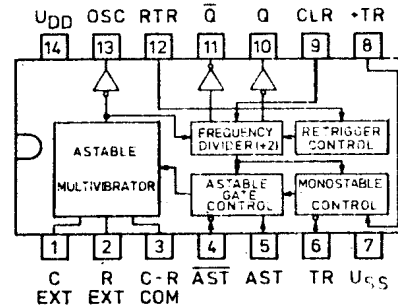 UDD OSC RTR Q̅ Q CLR +TR
14 13 12 11 10 9 8
FREQUENCY DIVIDER (÷2)
RETRIGGER CONTROL
ASTABLE MULTIVIBRATOR
ASTABLE GATE CONTROL
MONOSTABLE CONTROL
1 2 3 4 5 6 7
C EXT
R EXT
C-R COM
A̅S̅T̅
AST
TR
USS